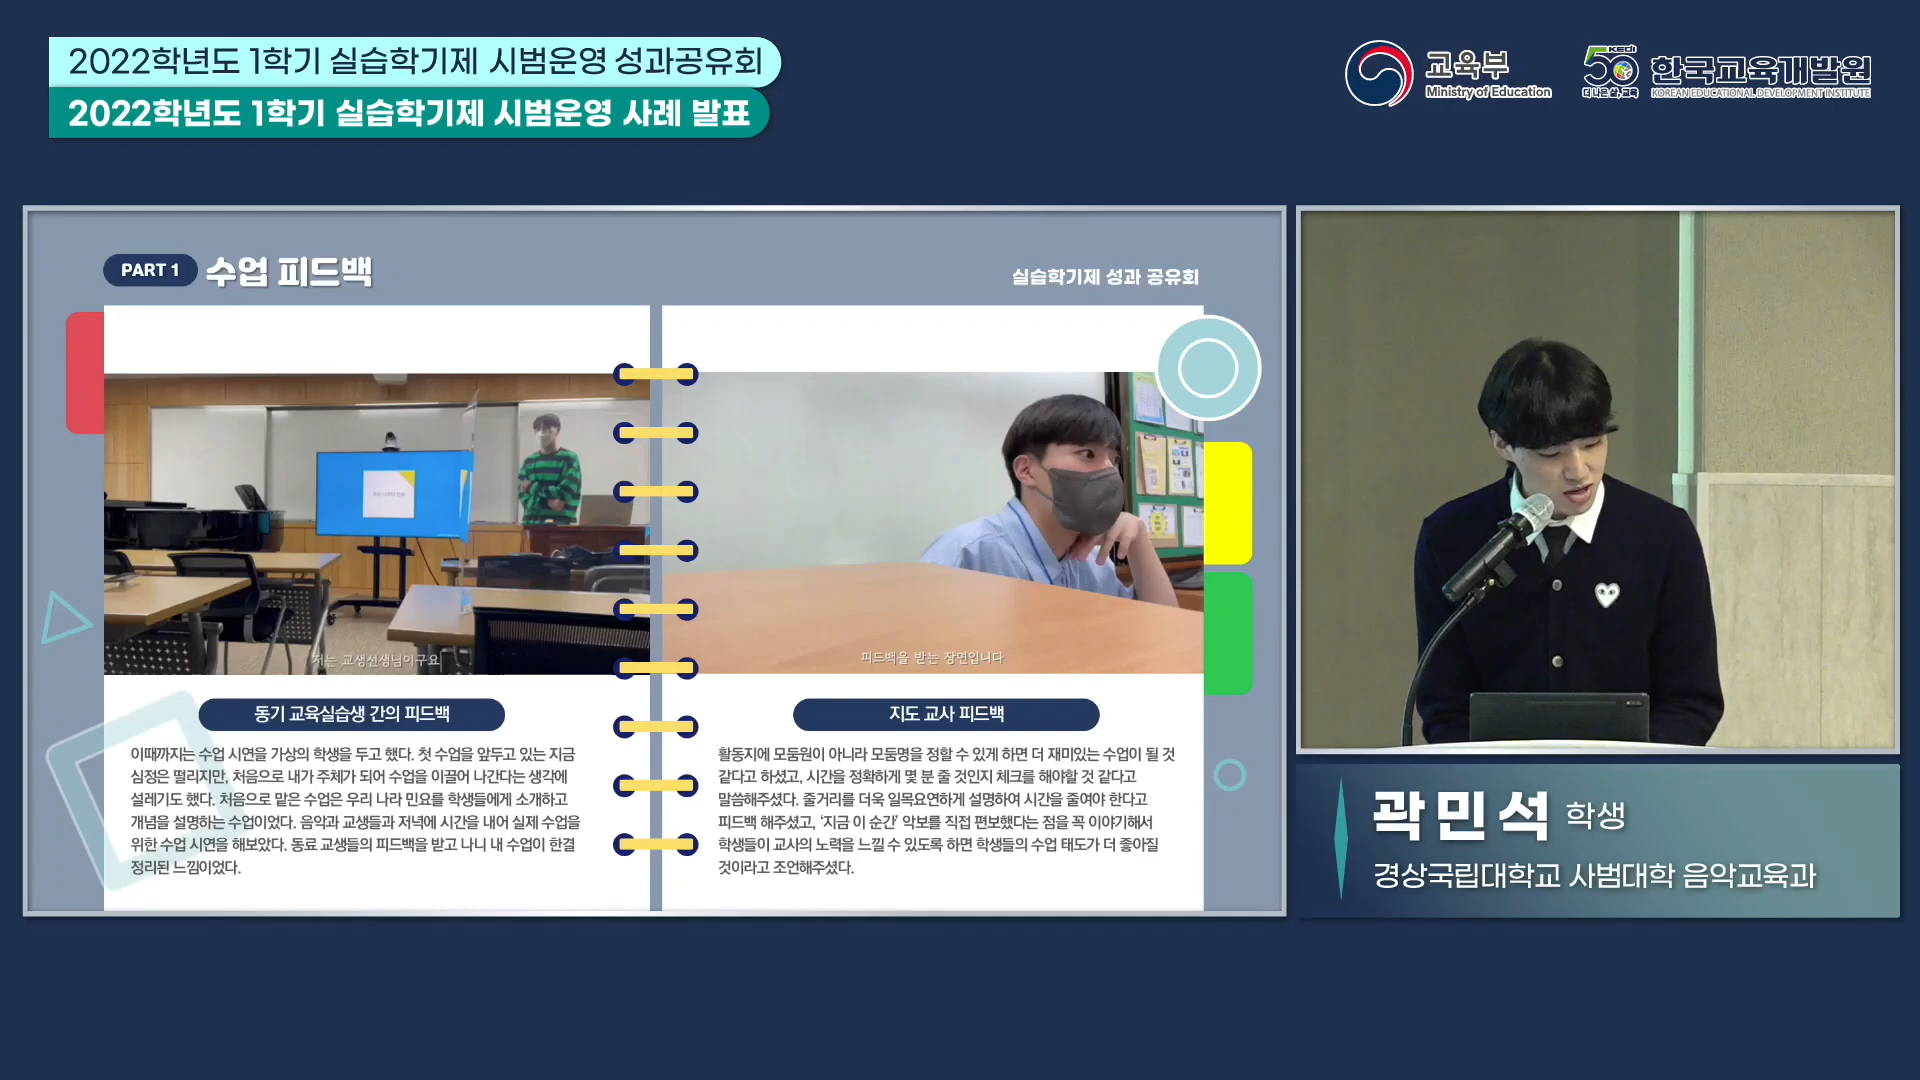 2022학년도 1학기 실습학기제 시범운영 성과공유회
2022학년도 1학기 실습학기제 시범운영 사례 발표
교육부
Ministry of Education
50
KEDI
더 나은 삶, 교육
한국교육개발원
KOREAN EDUCATIONAL DEVELOPMENT INSTITUTE
PART 1 수업 피드백
실습학기제 성과 공유회
저는 교생선생님이구요
피드백을 받는 장면입니다
동기 교육실습생 간의 피드백
이때까지는 수업 시연을 가상의 학생을 두고 했다. 첫 수업을 앞두고 있는 지금
심정은 떨리지만, 처음으로 내가 주체가 되어 수업을 이끌어 나간다는 생각에
설레기도 했다. 처음으로 맡은 수업은 우리 나라 민요를 학생들에게 소개하고
개념을 설명하는 수업이었다. 음악과 교생들과 저녁에 시간을 내어 실제 수업을
위한 수업 시연을 해보았다. 동료 교생들의 피드백을 받고 나니 내 수업이 한결
정리된 느낌이었다.
지도 교사 피드백
활동지에 모둠원이 아니라 모둠명을 정할 수 있게 하면 더 재미있는 수업이 될 것
같다고 하셨고, 시간을 정확하게 몇 분 줄 것인지 체크를 해야할 것 같다고
말씀해주셨다. 줄거리를 더욱 일목요연하게 설명하여 시간을 줄여야 한다고
피드백 해주셨고, ‘지금 이 순간’ 악보를 직접 편보했다는 점을 꼭 이야기해서
학생들이 교사의 노력을 느낄 수 있도록 하면 학생들의 수업 태도가 더 좋아질
것이라고 조언해주셨다.
곽민석 학생
경상국립대학교 사범대학 음악교육과